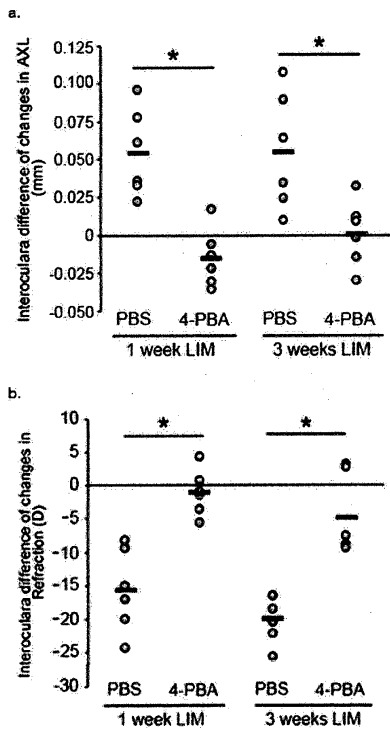 a.
Interoculara difference of changes in AXL
(mm)
0.125
0.100
0.075
0.050
0.025
0
-0.025
-0.050
*
*
PBS 4-PBA PBS 4-PBA
1 week LIM 3 weeks LIM
b.
Interoculara difference of changes in
Refraction (D)
10
5
0
-5
-10
-15
-20
-25
-30
*
*
PBS 4-PBA PBS 4-PBA
1 week LIM 3 weeks LIM